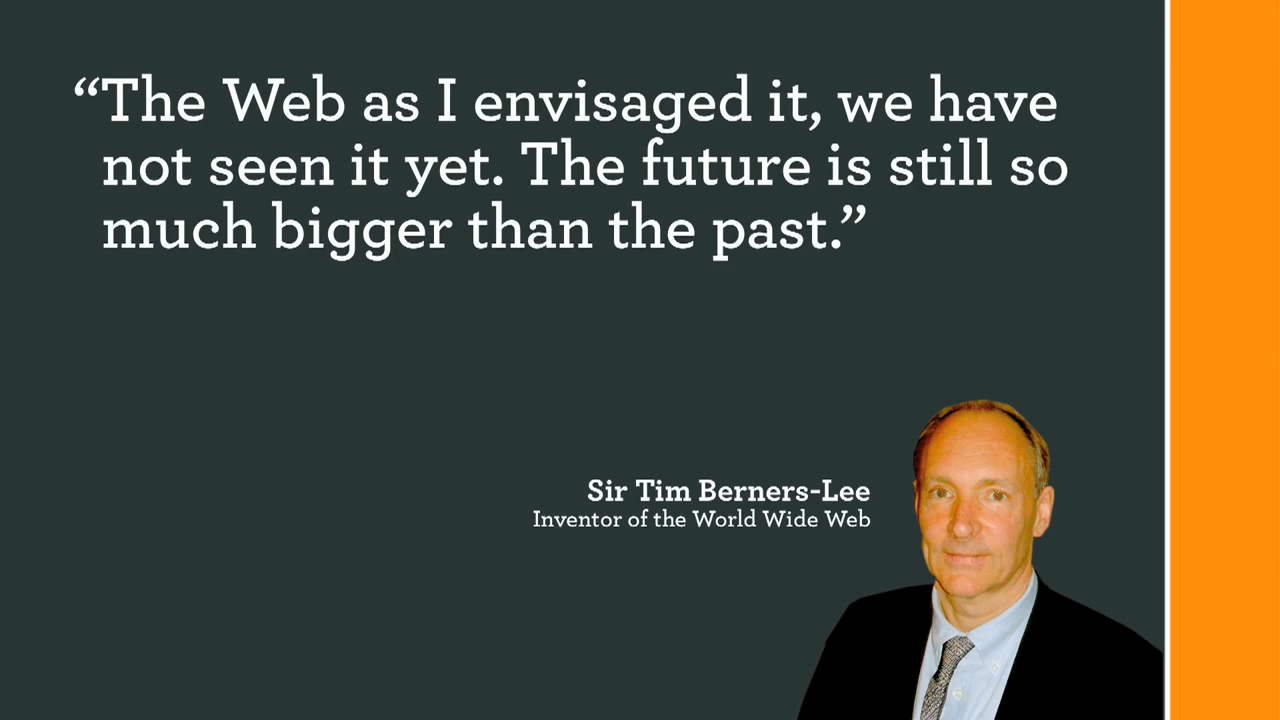 “The Web as I envisaged it, we have
not seen it yet. The future is still so
much bigger than the past.”
Sir Tim Berners-Lee
Inventor of the World Wide Web